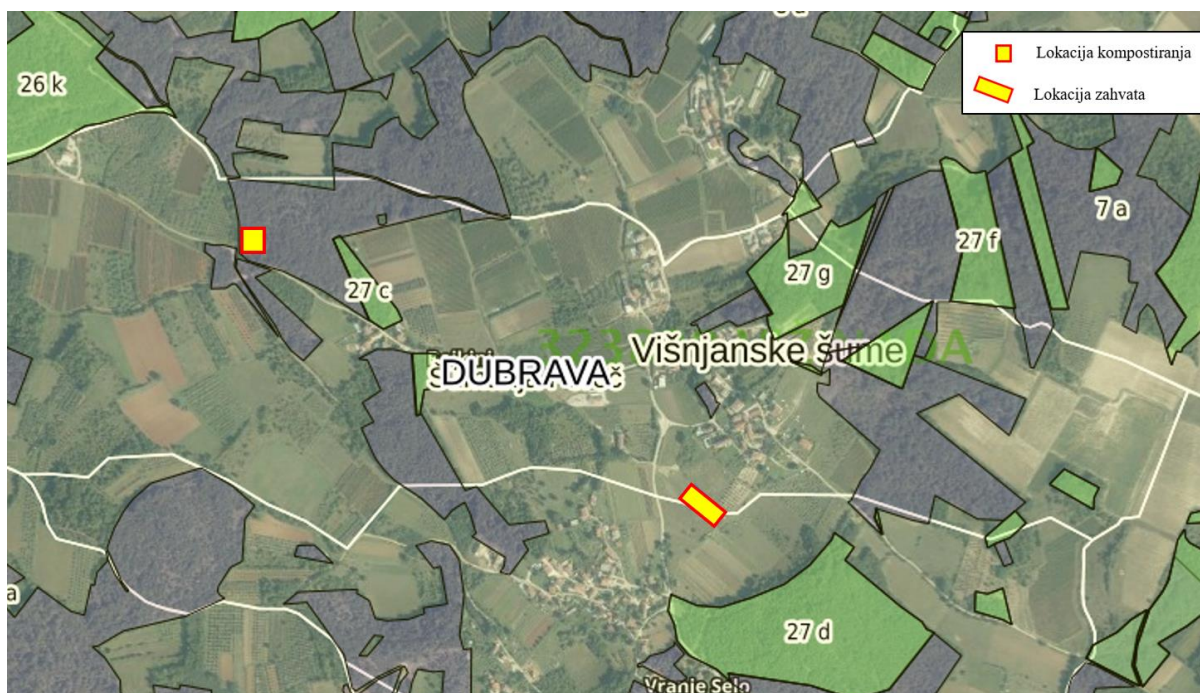 Lokacija kompostiranja
Lokacija zahvata
26 k
7 a
27 f
27 g
27 c
Višnjanske šume
DUBRAVA
a
27 d
Vranje Selo